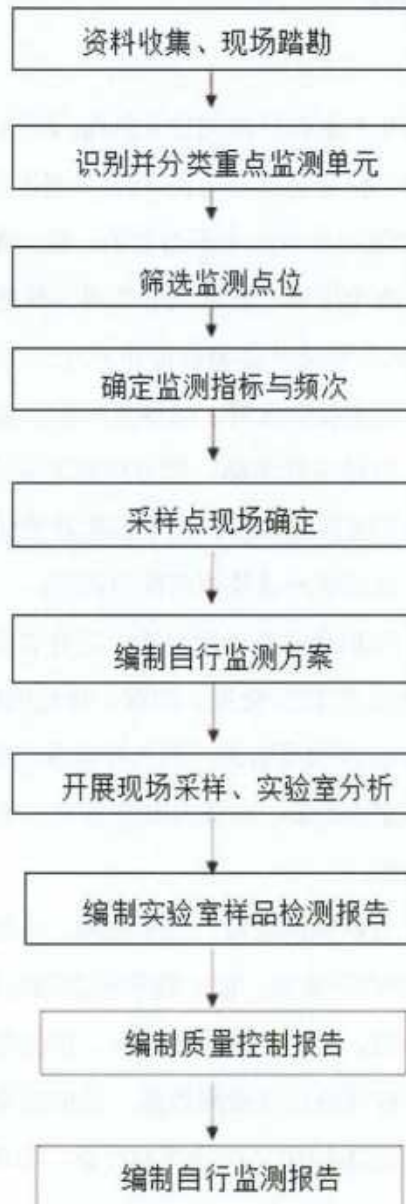 资料收集、现场踏勘
识别并分类重点监测单元
筛选监测点位
确定监测指标与频次
采样点现场确定
编制自行监测方案
开展现场采样、实验室分析
编制实验室样品检测报告
编制质量控制报告
编制自行监测报告